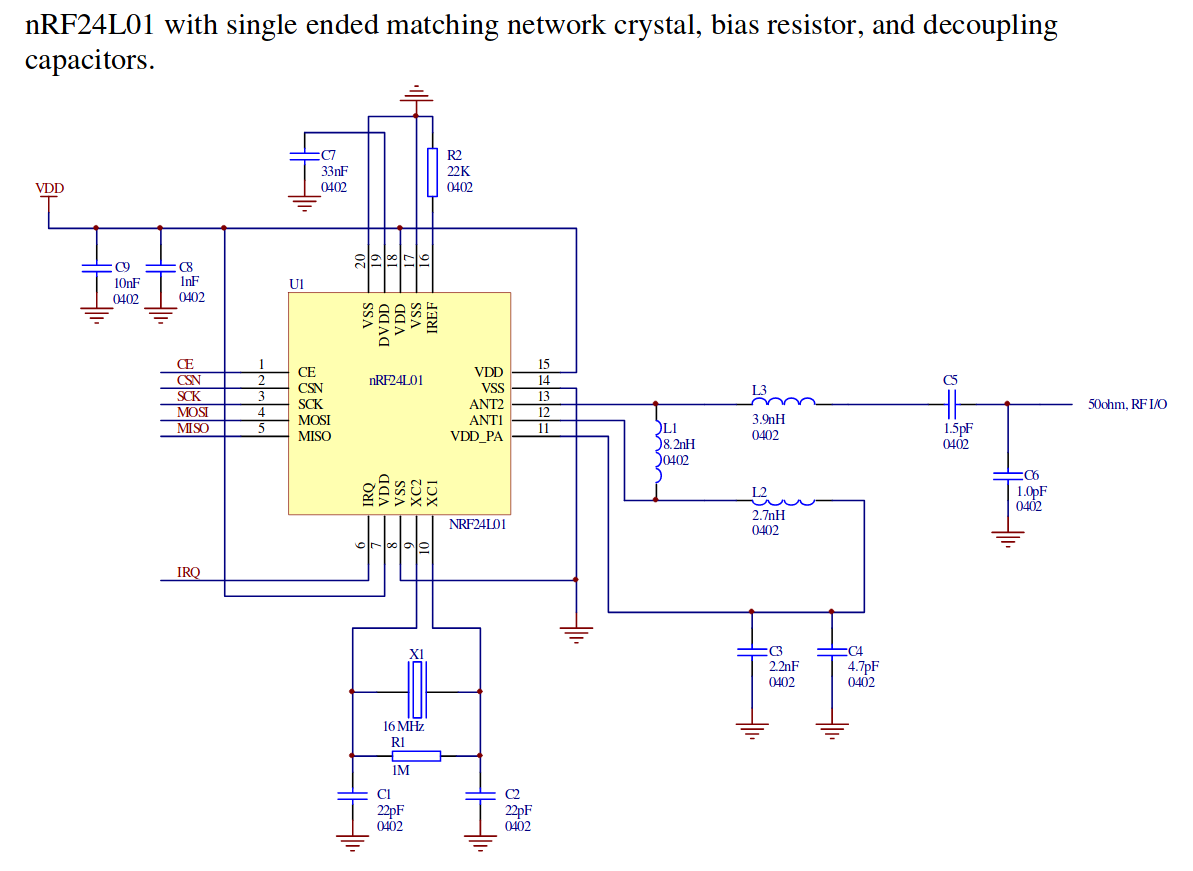 nRF24L01 with single ended matching network crystal, bias resistor, and decoupling
capacitors.
C7
33nF
0402
R2
22K
0402
VDD
C9
10nF
0402
C8
1nF
0402
20
19
18
17
16
U1
VSS
DVDD
VDD
VSS
IREF
CE
CSN
SCK
MOSI
MISO
1
2
3
4
5
CE
CSN
SCK
MOSI
MISO
nRF24L01
VDD
VSS
ANT2
ANT1
VDD_PA
15
14
13
12
11
IRQ
VDD
VSS
XC2
XC1
NRF24L01
6
7
8
9
10
IRQ
L3
3.9nH
0402
L1
8.2nH
0402
L2
2.7nH
0402
C5
1.5pF
0402
50ohm, RF I/O
C6
1.0pF
0402
C3
2.2nF
0402
C4
4.7pF
0402
X1
16 MHz
R1
1M
C1
22pF
0402
C2
22pF
0402